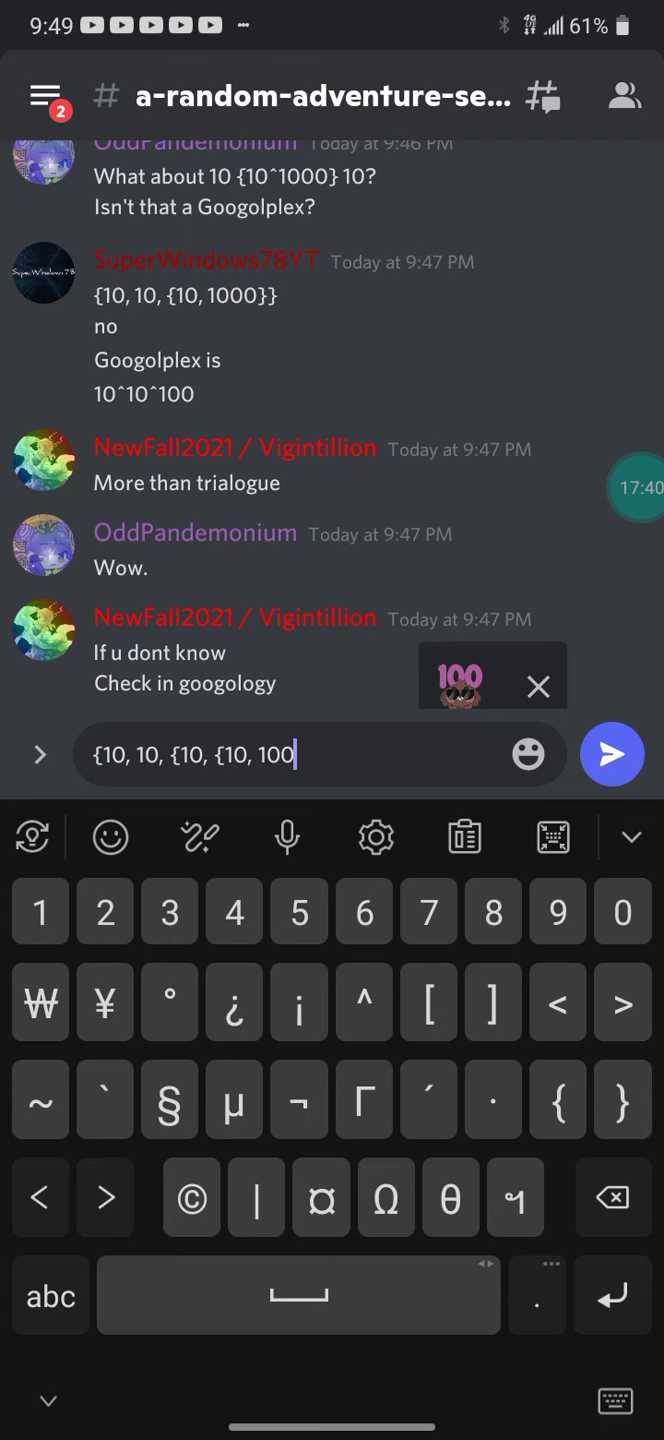 9:49 61%
2
# a-random-adventure-se...
OddPandemonium Today at 9:46 PM
What about 10 {10^1000} 10?
Isn't that a Googolplex?
SuperWindows78YT Today at 9:47 PM
{10, 10, {10, 1000}}
no
Googolplex is
10^10^100
NewFall2021 / Vigintillion Today at 9:47 PM
More than trialogue
17:40
OddPandemonium Today at 9:47 PM
Wow.
NewFall2021 / Vigintillion Today at 9:47 PM
If u dont know
Check in googology
100
{10, 10, {10, {10, 100
1 2 3 4 5 6 7 8 9 0
₩ ¥ ° ¿ ¡ ^ [ ] < >
~ ` § µ ¬ Γ ´ · { }
< > © | ¤ Ω θ
abc .